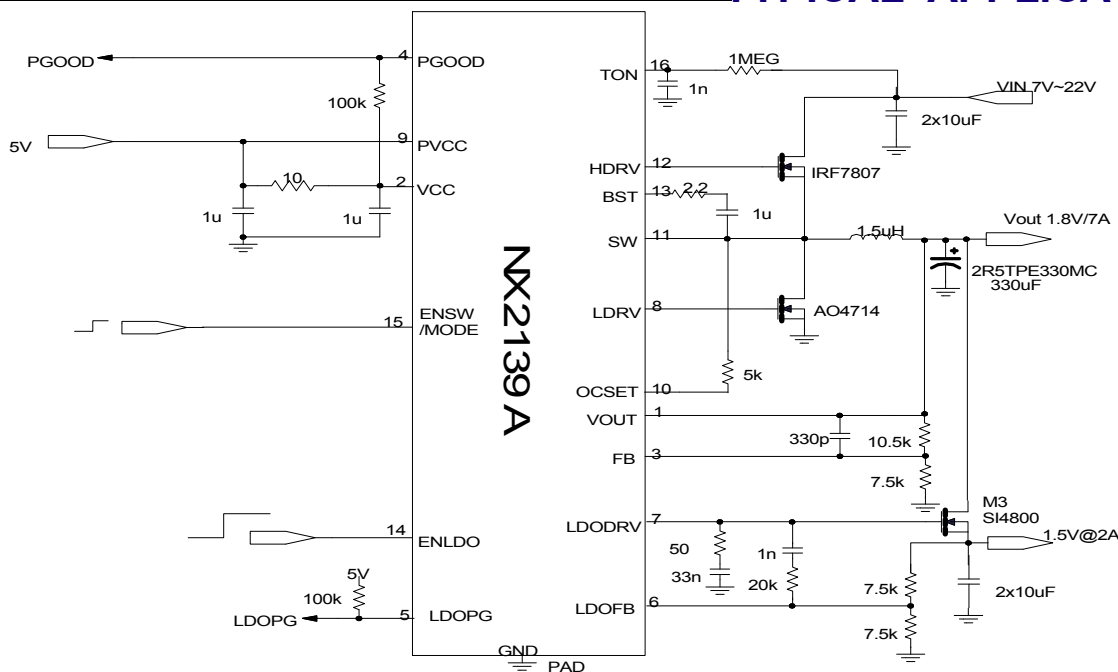 4
PGOOD
PGOOD
100k
5V
9
PVCC
10
2
VCC
1u
1u
NX2139A
15
ENSW
/MODE
14
ENLDO
5V
100k
LDOPG
5
LDOPG
GND
PAD
TON
16
1MEG
1n
VIN 7V~22V
2x10uF
HDRV
12
IRF7807
BST
13
2.2
1u
SW
11
1.5uH
Vout 1.8V/7A
2R5TPE330MC
330uF
LDRV
8
AO4714
5k
OCSET
10
VOUT
1
330p
10.5k
FB
3
7.5k
M3
SI4800
LDODRV
7
1.5V@2A
50
1n
33n
20k
7.5k
2x10uF
LDOFB
6
7.5k